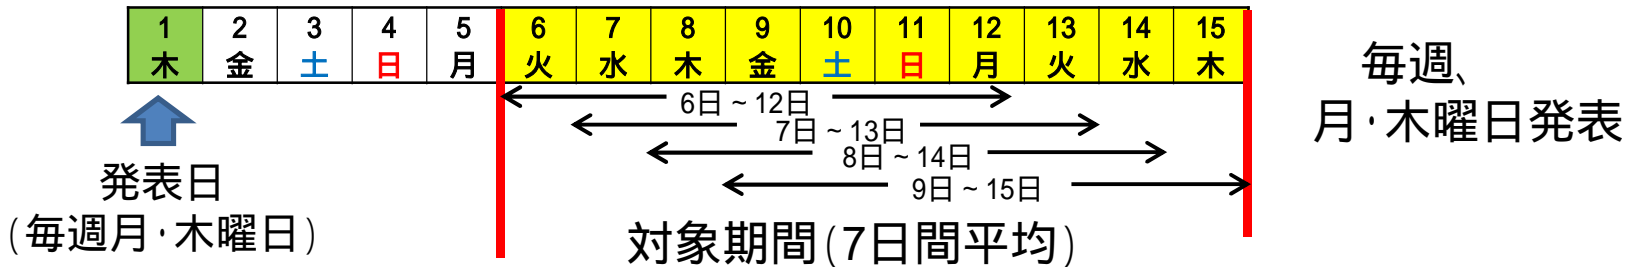 1 2 3 4 5 6 7 8 9 10 11 12 13 14 15
木 金 土 日 月 火 水 木 金 土 日 月 火 水 木
6日~12日
7日~13日
8日~14日
9日~15日
発表日
(毎週月・木曜日)
対象期間(7日間平均)
毎週、
月・木曜日発表